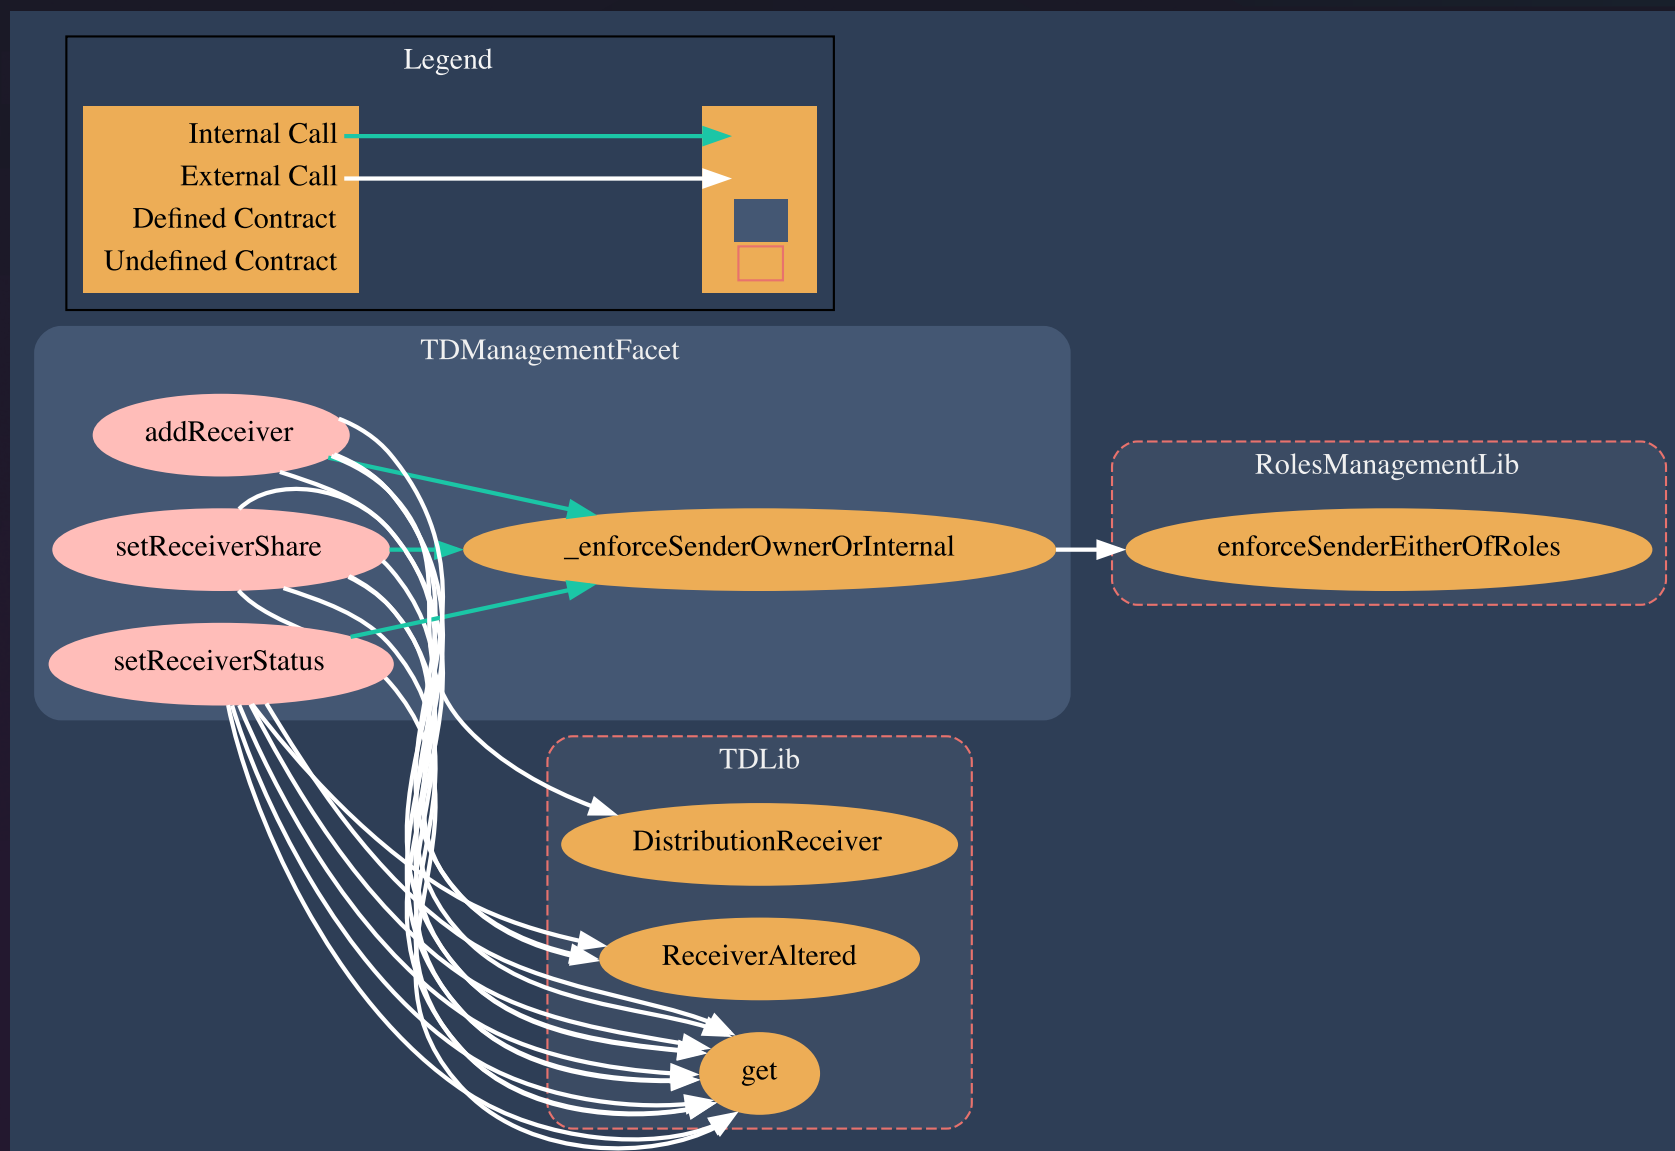 Legend
Internal Call
External Call
Defined Contract
Undefined Contract
TDManagementFacet
addReceiver
setReceiverShare
setReceiverStatus
_enforceSenderOwnerOrInternal
RolesManagementLib
enforceSenderEitherOfRoles
TDLib
DistributionReceiver
ReceiverAltered
get